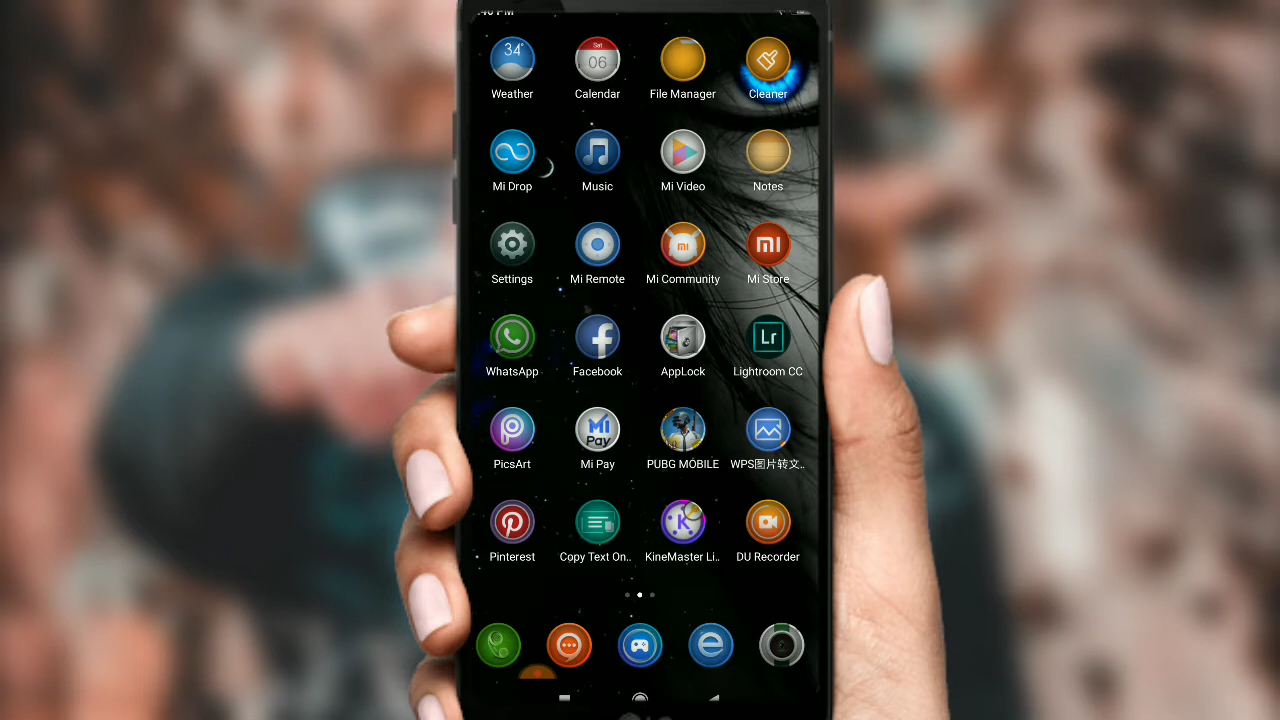 34°
Weather
Sat
06
Calendar
File Manager
Cleaner
Mi Drop
Music
Mi Video
Notes
Settings
Mi Remote
mi
Mi Community
mi
Mi Store
WhatsApp
Facebook
AppLock
Lr
Lightroom CC
PicsArt
Mi
Pay
Mi Pay
PUBG MOBILE
WPS图片转文..
Pinterest
Copy Text On..
K
KineMaster Li..
DU Recorder